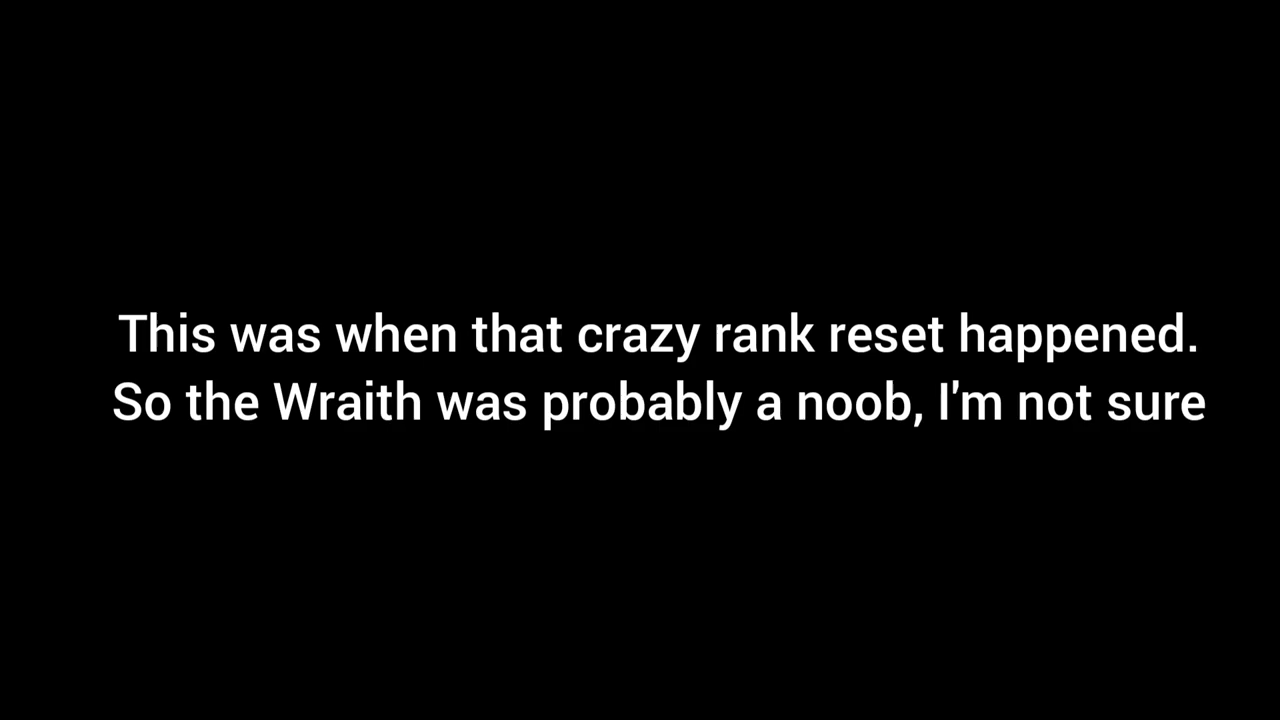 This was when that crazy rank reset happened.
So the Wraith was probably a noob, I'm not sure